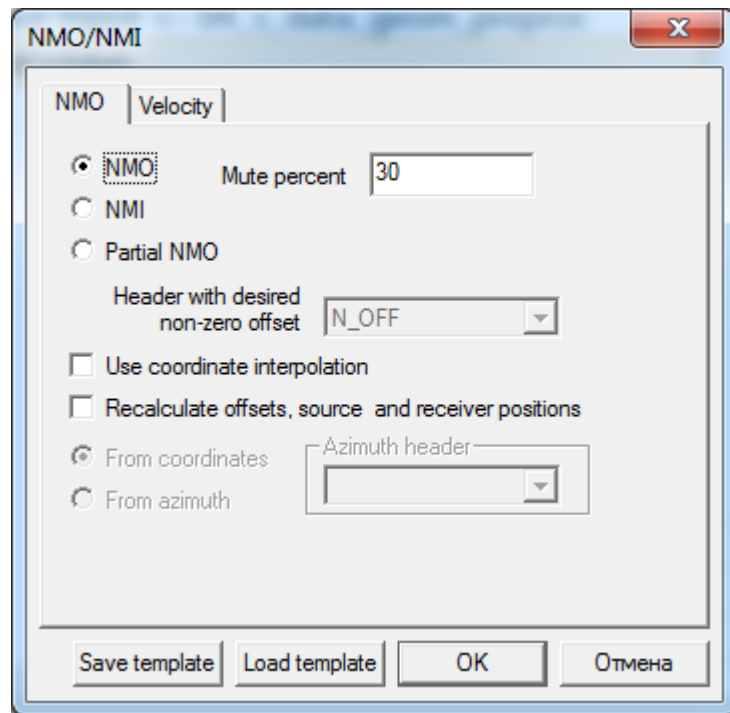 NMO/NMI
NMO Velocity
NMO Mute percent 30
NMI
Partial NMO
Header with desired
non-zero offset N_OFF
Use coordinate interpolation
Recalculate offsets, source and receiver positions
From coordinates Azimuth header
From azimuth
Save template Load template OK Отмена